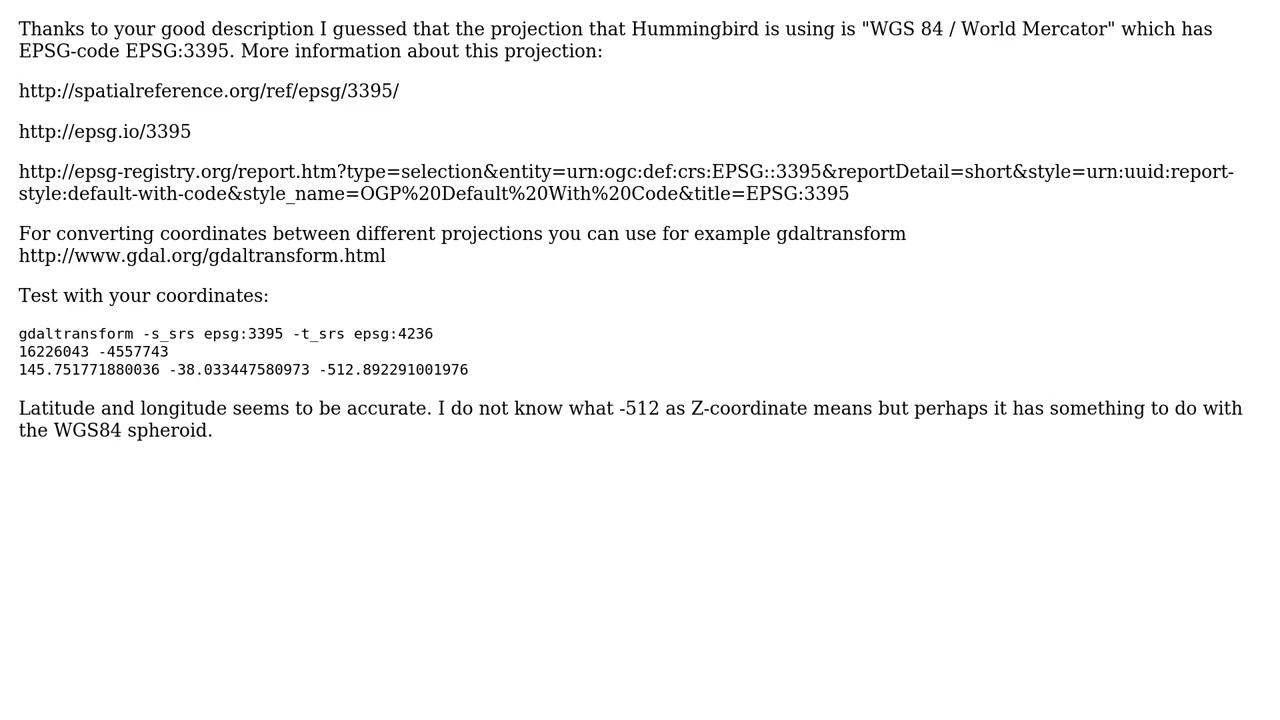 Thanks to your good description I guessed that the projection that Hummingbird is using is "WGS 84 / World Mercator" which has
EPSG-code EPSG:3395. More information about this projection:
http://spatialreference.org/ref/epsg/3395/
http://epsg.io/3395
http://epsg-registry.org/report.htm?type=selection&entity=urn:ogc:def:crs:EPSG::3395&reportDetail=short&style=urn:uuid:report-
style:default-with-code&style_name=OGP%20Default%20With%20Code&title=EPSG:3395
For converting coordinates between different projections you can use for example gdaltransform
http://www.gdal.org/gdaltransform.html
Test with your coordinates:
gdaltransform -s_srs epsg:3395 -t_srs epsg:4236
16226043 -4557743
145.751771880036 -38.033447580973 -512.892291001976
Latitude and longitude seems to be accurate. I do not know what -512 as Z-coordinate means but perhaps it has something to do with
the WGS84 spheroid.